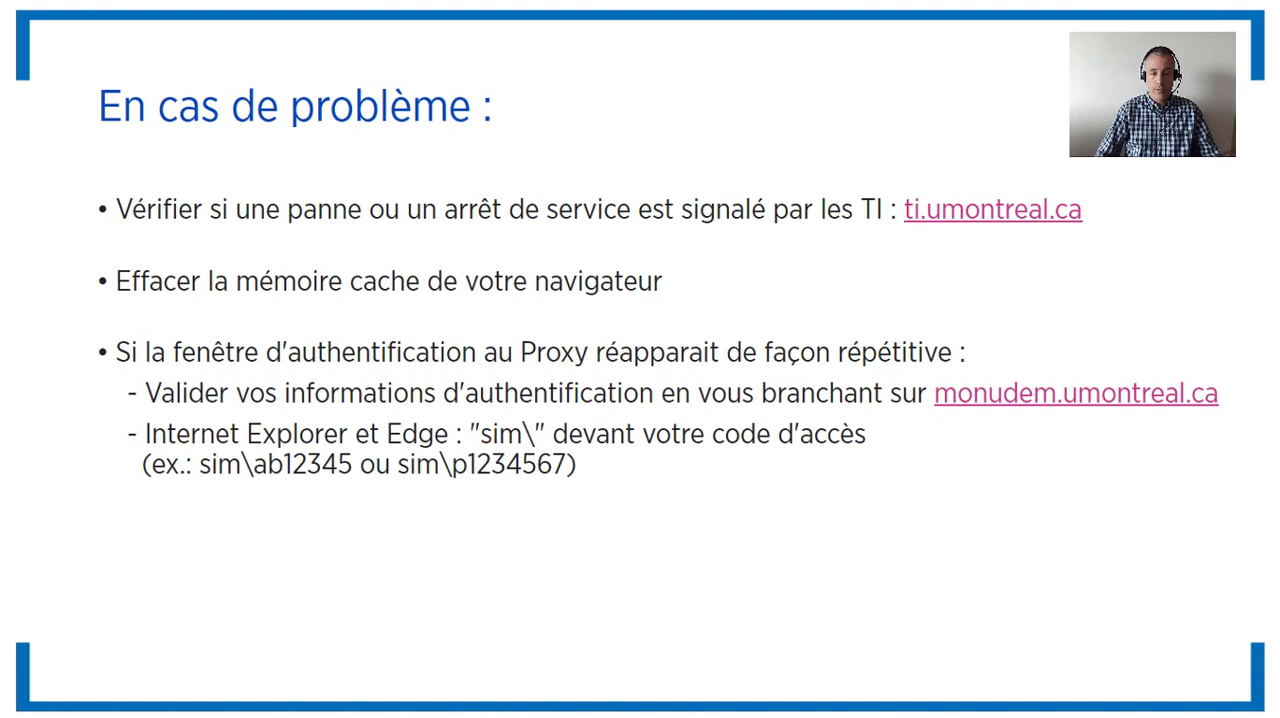 En cas de problème :
• Vérifier si une panne ou un arrêt de service est signalé par les TI : ti.umontreal.ca
• Effacer la mémoire cache de votre navigateur
• Si la fenêtre d'authentification au Proxy réapparait de façon répétitive :
- Valider vos informations d'authentification en vous branchant sur monudem.umontreal.ca
- Internet Explorer et Edge : "sim\" devant votre code d'accès
(ex.: sim\ab12345 ou sim\p1234567)